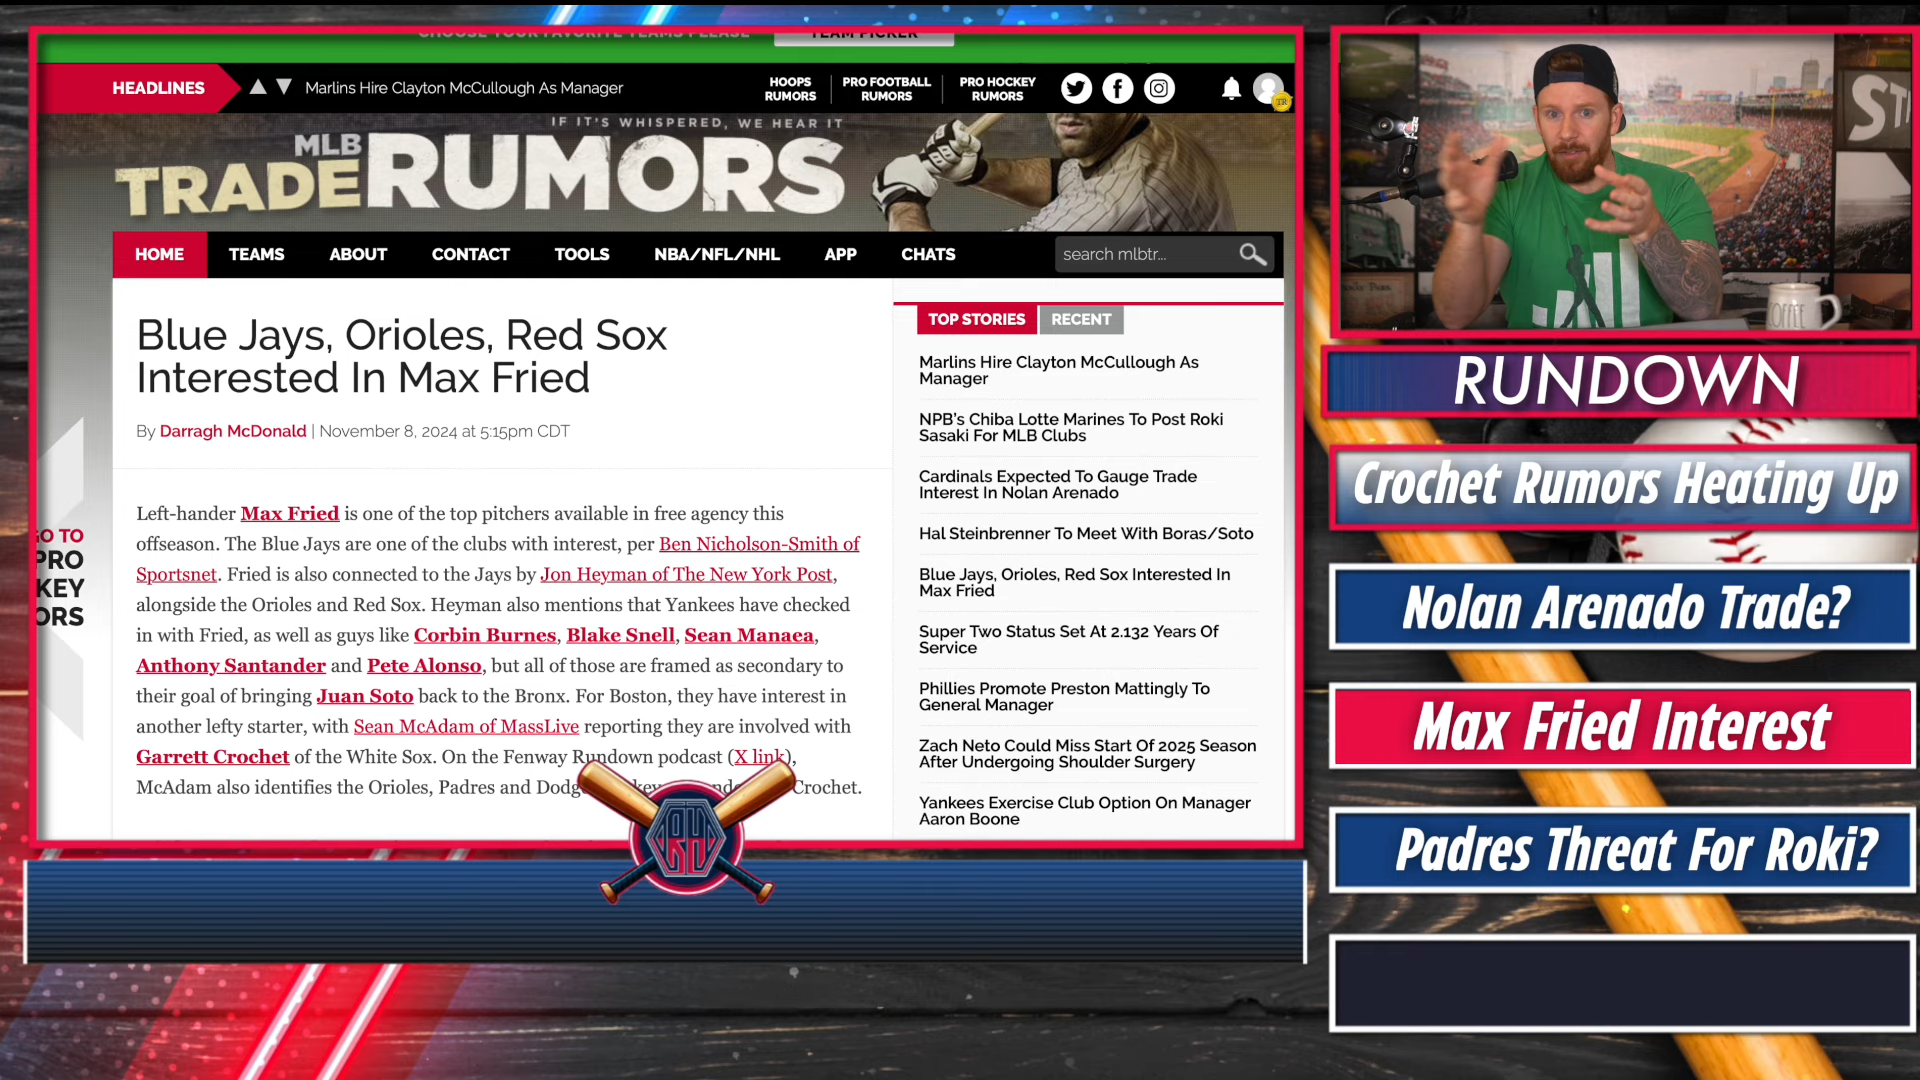 CHOOSE YOUR FAVORITE TEAMS PLEASE
TEAM PICKER
HEADLINES
Marlins Hire Clayton McCullough As Manager
HOOPS
RUMORS
PRO FOOTBALL
RUMORS
PRO HOCKEY
RUMORS
IF IT'S WHISPERED, WE HEAR IT
MLB
TRADERUMORS
HOME
TEAMS
ABOUT
CONTACT
TOOLS
NBA/NFL/NHL
APP
CHATS
search mlbtr...
Blue Jays, Orioles, Red Sox
Interested In Max Fried
By Darragh McDonald | November 8, 2024 at 5:15pm CDT
Left-hander Max Fried is one of the top pitchers available in free agency this
offseason. The Blue Jays are one of the clubs with interest, per Ben Nicholson-Smith of
Sportsnet. Fried is also connected to the Jays by Jon Heyman of The New York Post,
alongside the Orioles and Red Sox. Heyman also mentions that Yankees have checked
in with Fried, as well as guys like Corbin Burnes, Blake Snell, Sean Manaea,
Anthony Santander and Pete Alonso, but all of those are framed as secondary to
their goal of bringing Juan Soto back to the Bronx. For Boston, they have interest in
another lefty starter, with Sean McAdam of MassLive reporting they are involved with
Garrett Crochet of the White Sox. On the Fenway Rundown podcast (X link),
McAdam also identifies the Orioles, Padres and Crochet.
GO TO
PRO
KEY
ORS
TOP STORIES
RECENT
Marlins Hire Clayton McCullough As
Manager
NPB's Chiba Lotte Marines To Post Roki
Sasaki For MLB Clubs
Cardinals Expected To Gauge Trade
Interest In Nolan Arenado
Hal Steinbrenner To Meet With Boras/Soto
Blue Jays, Orioles, Red Sox Interested In
Max Fried
Super Two Status Set At 2.132 Years Of
Service
Phillies Promote Preston Mattingly To
General Manager
Zach Neto Could Miss Start Of 2025 Season
After Undergoing Shoulder Surgery
Yankees Exercise Club Option On Manager
Aaron Boone
COFFEE
RUNDOWN
Crochet Rumors Heating Up
Nolan Arenado Trade?
Max Fried Interest
Padres Threat For Roki?